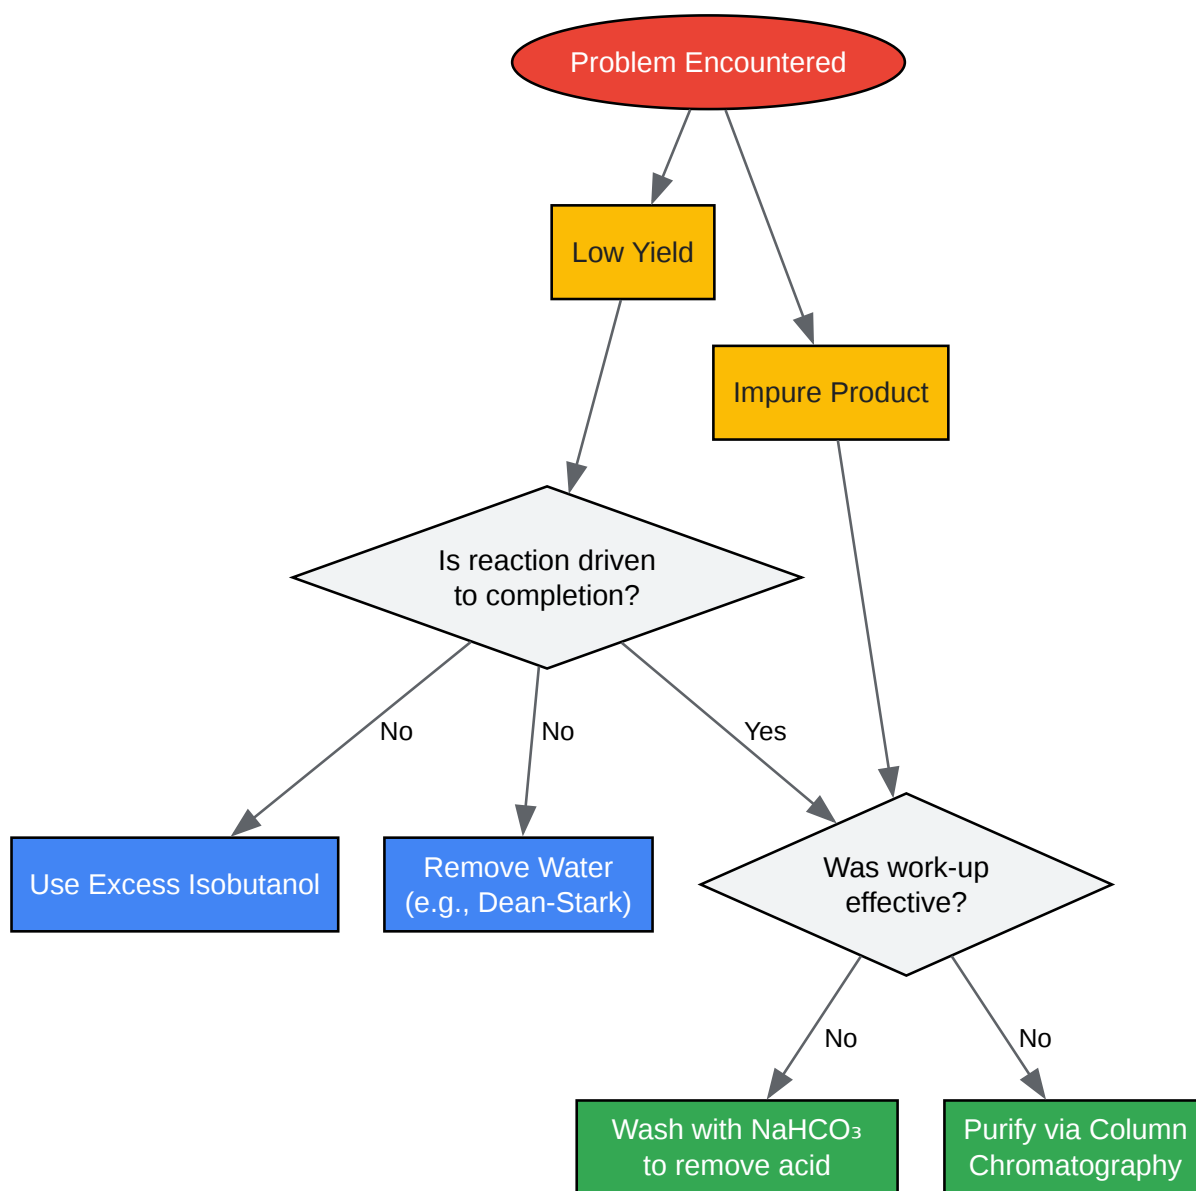 Problem Encountered
Low Yield
Impure Product
Is reaction driven
to completion?
No
No
Yes
Use Excess Isobutanol
Remove Water
(e.g., Dean-Stark)
Was work-up
effective?
No
No
Wash with NaHCO₃
to remove acid
Purify via Column
Chromatography